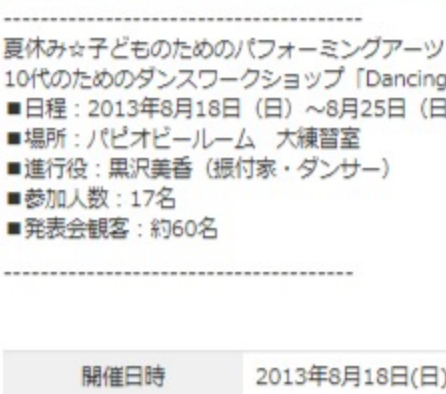 ------------------------------------
夏休み☆子どものためのパフォーミングアーツ
10代のためのダンスワークショップ「Dancing
■日程：2013年8月18日（日）～8月25日（日
■場所：パピオビールーム　大練習室
■進行役：黒沢美香（振付家・ダンサー）
■参加人数：17名
■発表会観客：約60名
------------------------------------
開催日時　2013年8月18日(日)